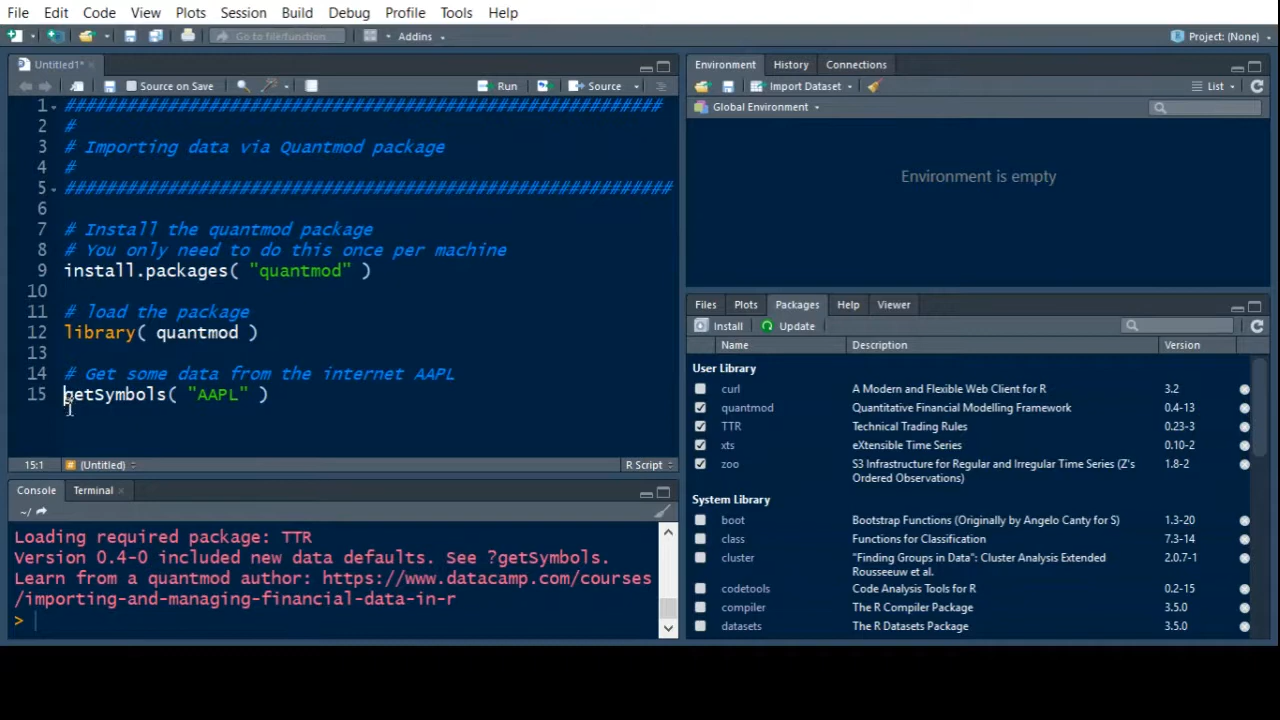 File Edit Code View Plots Session Build Debug Profile Tools Help
Go to file/function Addins Project: (None)
Untitled1*
Source on Save Run Source
1 ##########################################################
2 #
3 # Importing data via Quantmod package
4 #
5 ###########################################################
6
7 # Install the quantmod package
8 # You only need to do this once per machine
9 install.packages( "quantmod" )
10
11 # load the package
12 library( quantmod )
13
14 # Get some data from the internet AAPL
15 getSymbols( "AAPL" )
15:1 (Untitled) R Script
Console Terminal
~/
Loading required package: TTR
Version 0.4-0 included new data defaults. See ?getSymbols.
Learn from a quantmod author: https://www.datacamp.com/courses
/importing-and-managing-financial-data-in-r
>
Environment History Connections
Import Dataset List
Global Environment
Environment is empty
Files Plots Packages Help Viewer
Install Update
Name Description Version
User Library
curl A Modern and Flexible Web Client for R 3.2
quantmod Quantitative Financial Modelling Framework 0.4-13
TTR Technical Trading Rules 0.23-3
xts eXtensible Time Series 0.10-2
zoo S3 Infrastructure for Regular and Irregular Time Series (Z's 1.8-2
Ordered Observations)
System Library
boot Bootstrap Functions (Originally by Angelo Canty for S) 1.3-20
class Functions for Classification 7.3-14
cluster "Finding Groups in Data": Cluster Analysis Extended 2.0.7-1
Rousseeuw et al.
codetools Code Analysis Tools for R 0.2-15
compiler The R Compiler Package 3.5.0
datasets The R Datasets Package 3.5.0